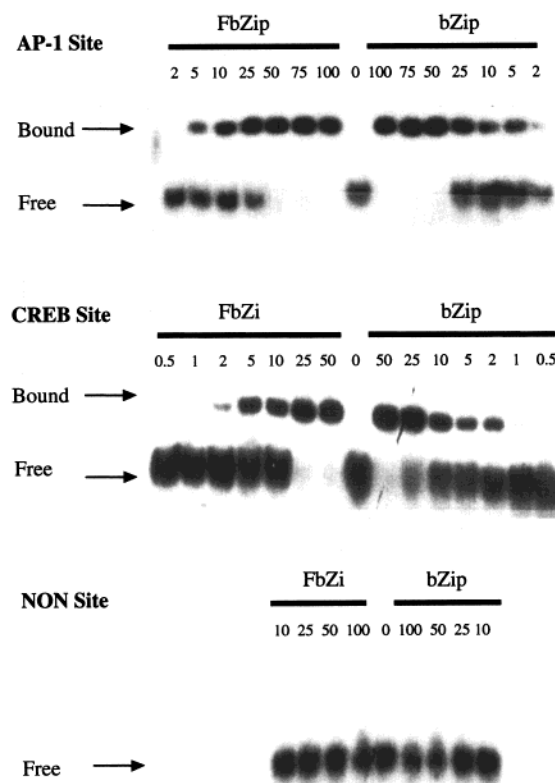 FbZip bZip
AP-1 Site
2 5 10 25 50 75 100 0 100 75 50 25 10 5 2
Bound
Free
CREB Site FbZi bZip
0.5 1 2 5 10 25 50 0 50 25 10 5 2 1 0.5
Bound
Free
FbZi bZip
NON Site
10 25 50 100 0 100 50 25 10
Free